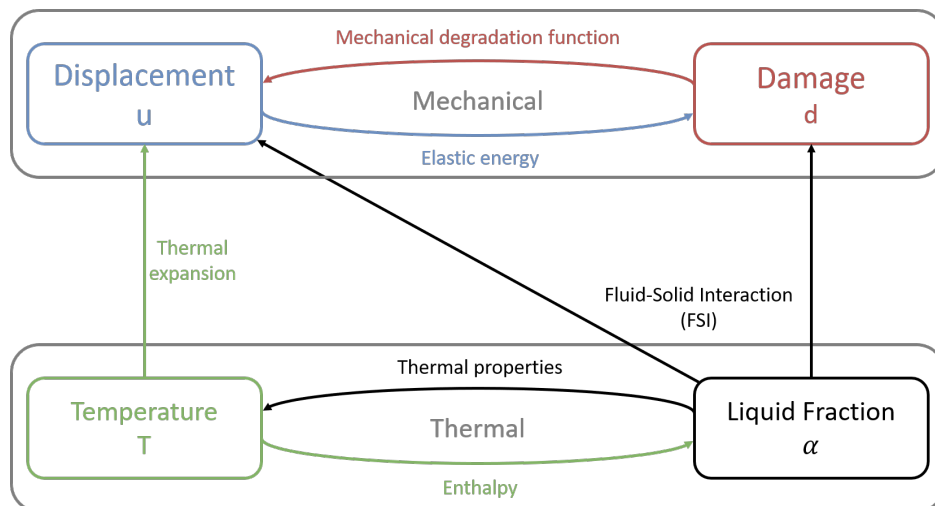 Mechanical degradation function
Displacement
u
Mechanical
Damage
d
Elastic energy
Thermal
expansion
Fluid-Solid Interaction
(FSI)
Thermal properties
Temperature
T
Thermal
Liquid Fraction
α
Enthalpy